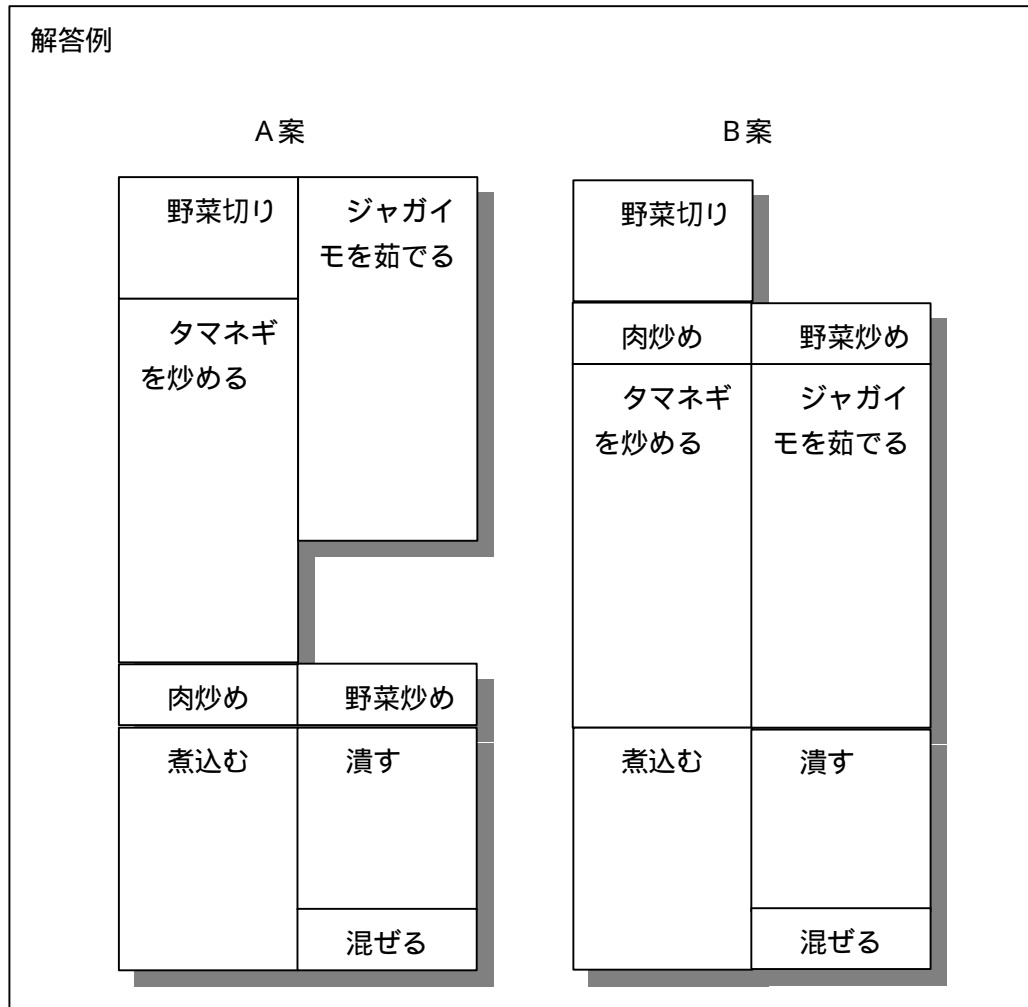 解答例
A案
野菜切り
ジャガイ
モを茹でる
タマネギ
を炒める
肉炒め
野菜炒め
煮込む
潰す
混ぜる
B案
野菜切り
肉炒め
野菜炒め
タマネギ
を炒める
ジャガイ
モを茹でる
煮込む
潰す
混ぜる